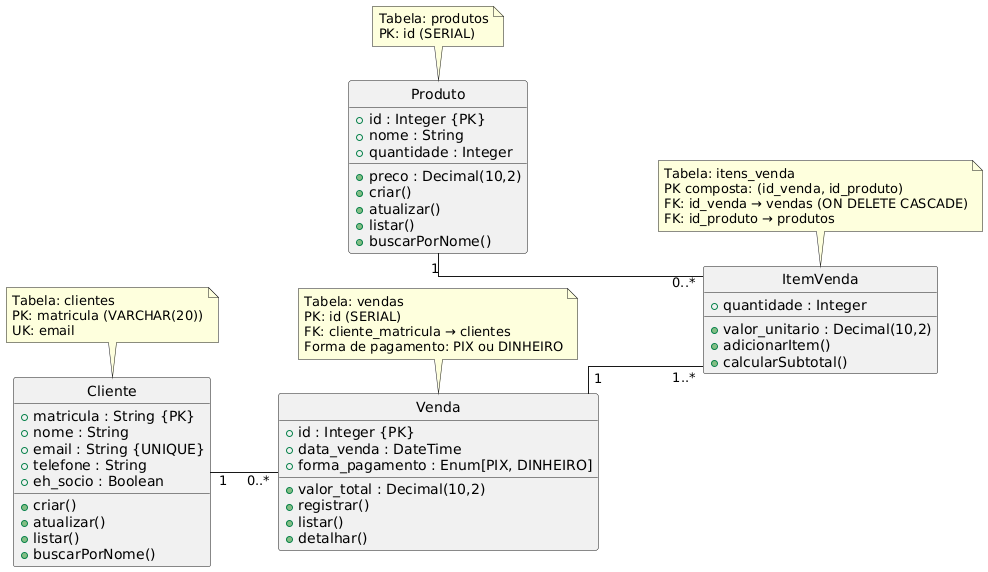 Tabela: produtos
PK: id (SERIAL)
Produto
id : Integer {PK}
nome : String
quantidade : Integer
preco : Decimal(10,2)
criar()
atualizar()
listar()
buscarPorNome()
1
0..*
Tabela: itens_venda
PK composta: (id_venda, id_produto)
FK: id_venda → vendas (ON DELETE CASCADE)
FK: id_produto → produtos
ItemVenda
quantidade : Integer
valor_unitario : Decimal(10,2)
adicionarItem()
calcularSubtotal()
Tabela: clientes
PK: matricula (VARCHAR(20))
UK: email
Cliente
matricula : String {PK}
nome : String
email : String {UNIQUE}
telefone : String
eh_socio : Boolean
criar()
atualizar()
listar()
buscarPorNome()
1
0..*
Tabela: vendas
PK: id (SERIAL)
FK: cliente_matricula → clientes
Forma de pagamento: PIX ou DINHEIRO
Venda
id : Integer {PK}
data_venda : DateTime
forma_pagamento : Enum[PIX, DINHEIRO]
valor_total : Decimal(10,2)
registrar()
listar()
detalhar()
1
1..*